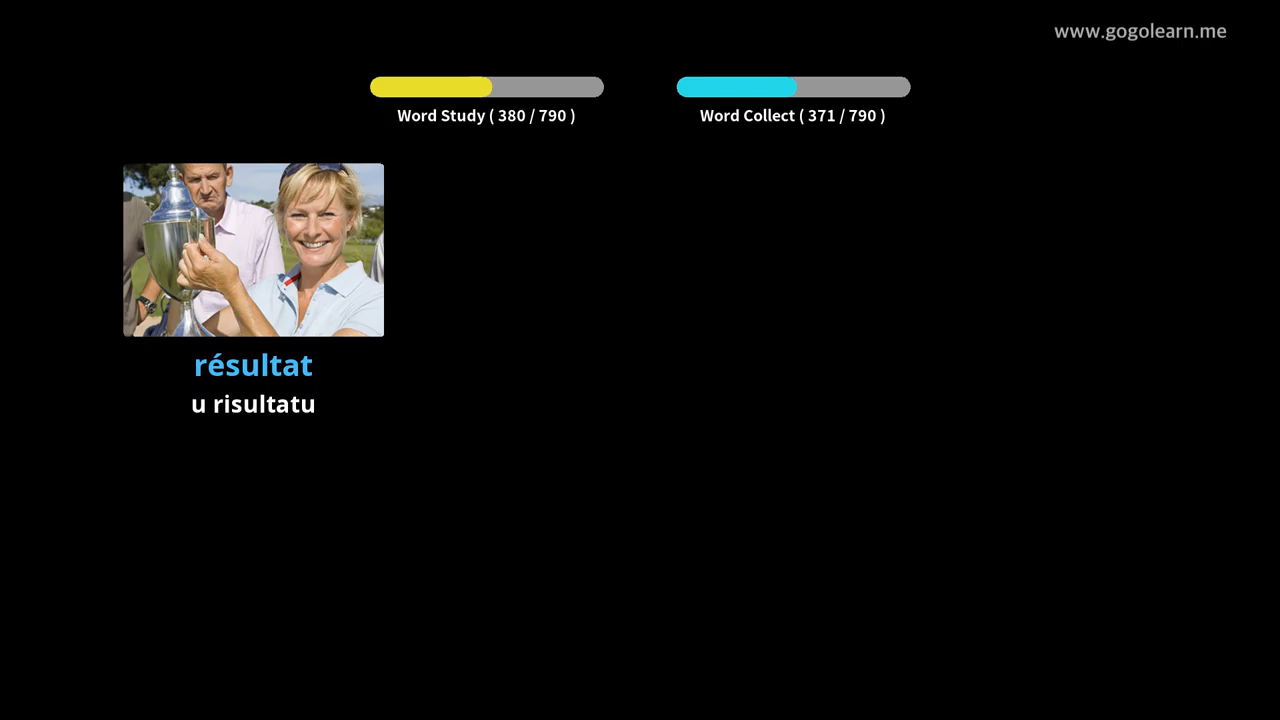 www.gogolearn.me
Word Study ( 380 / 790 )
Word Collect ( 371 / 790 )
résultat
u risultatu